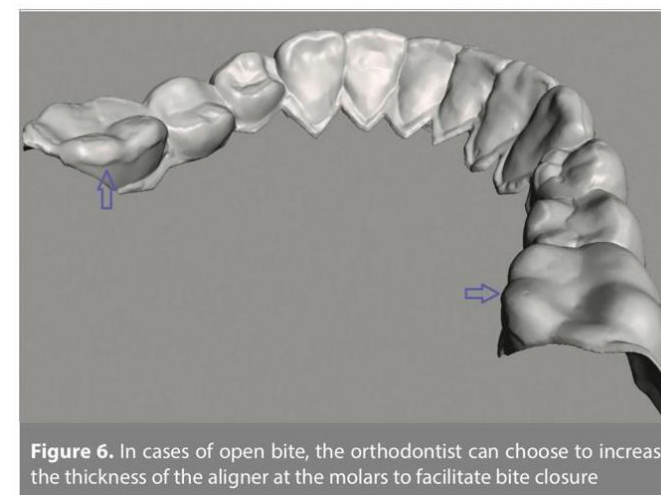 Figure 6. In cases of open bite, the orthodontist can choose to increas
the thickness of the aligner at the molars to facilitate bite closure